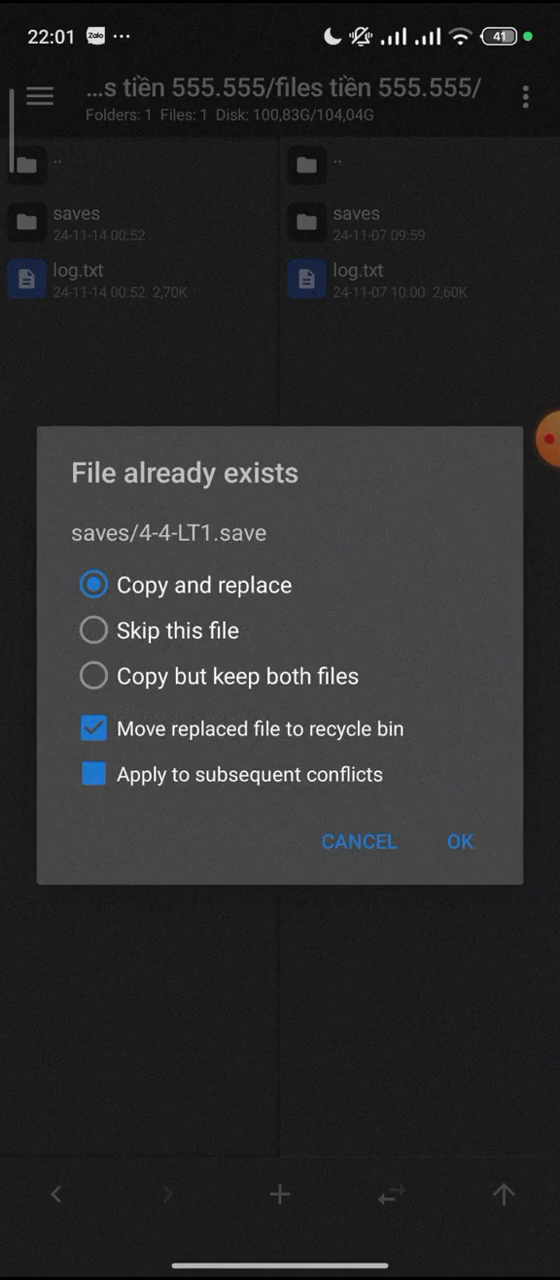 22:01 Zalo ... 41
...s tiền 555.555/files tiền 555.555/
Folders: 1 Files: 1 Disk: 100,83G/104,04G
..
..
saves
24-11-14 00:52
saves
24-11-07 09:59
log.txt
24-11-14 00:52 2,70K
log.txt
24-11-07 10:00 2,60K
File already exists
saves/4-4-LT1.save
Copy and replace
Skip this file
Copy but keep both files
Move replaced file to recycle bin
Apply to subsequent conflicts
CANCEL OK